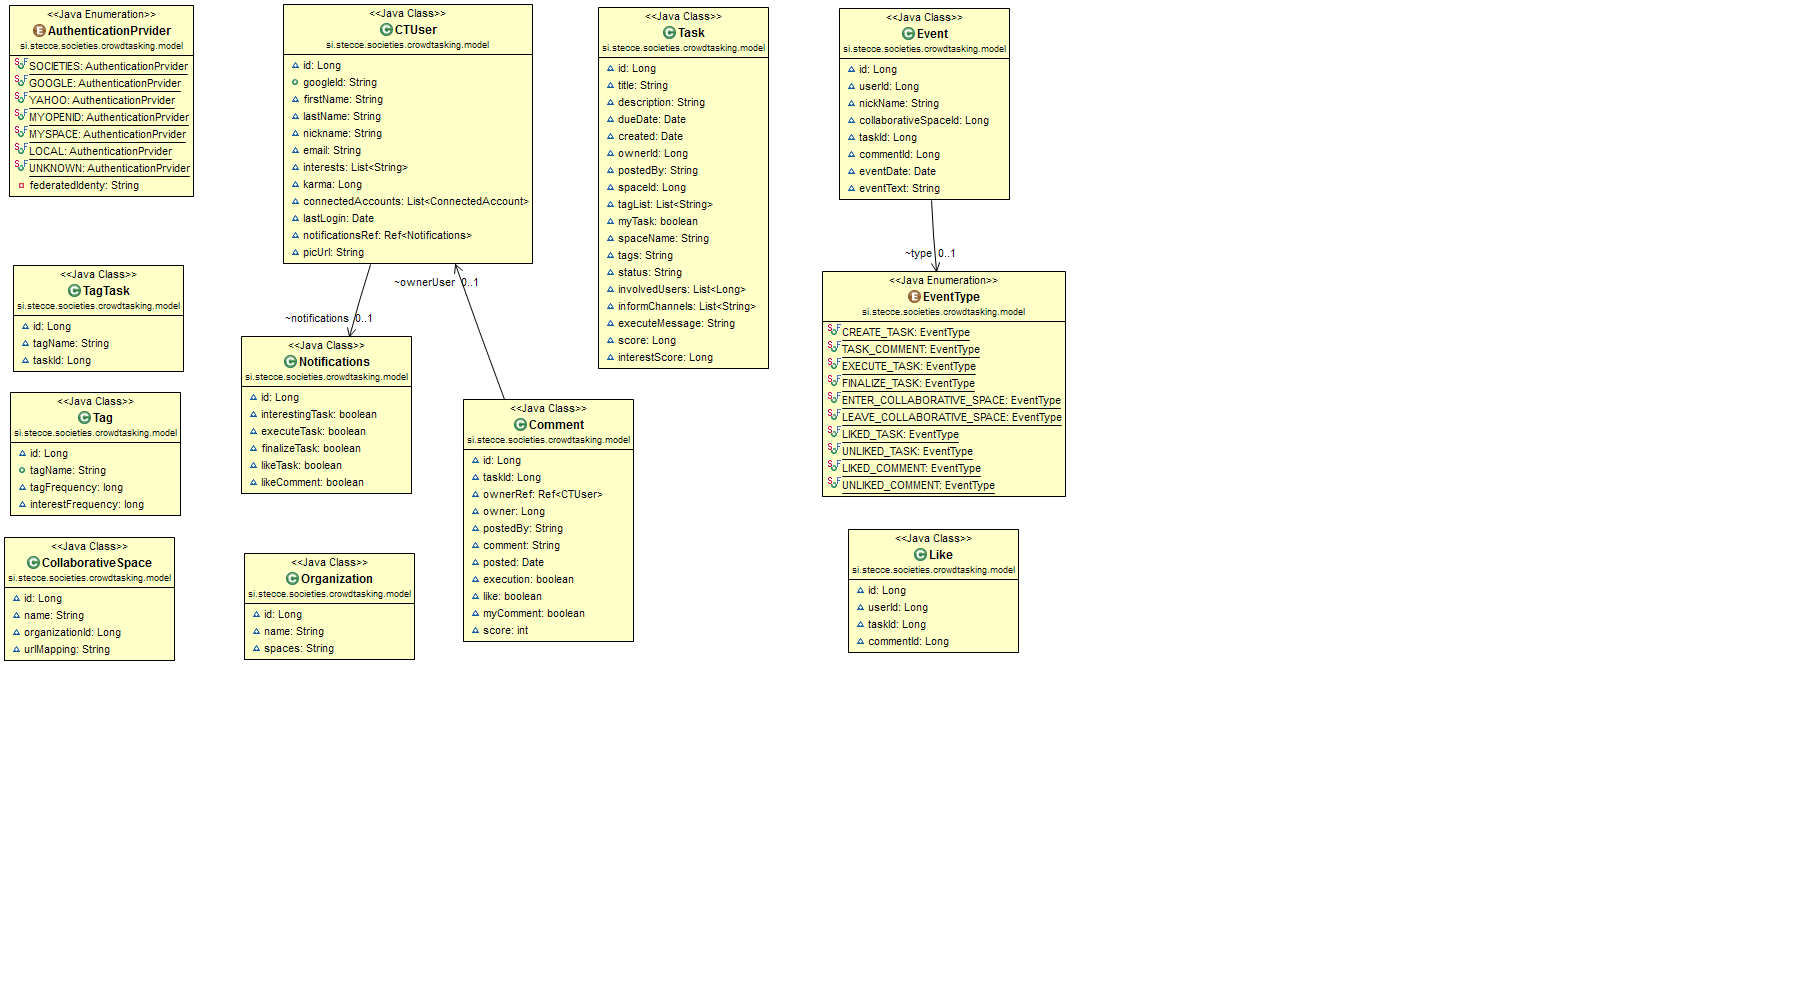 <<Java Enumeration>>
AuthenticationPrvider
si.stecce.societies.crowdtasking.model
SOCIETIES: AuthenticationPrvider
GOOGLE: AuthenticationPrvider
YAHOO: AuthenticationPrvider
MYOPENID: AuthenticationPrvider
MYSPACE: AuthenticationPrvider
LOCAL: AuthenticationPrvider
UNKNOWN: AuthenticationPrvider
federatedIdenty: String
<<Java Class>>
CTUser
si.stecce.societies.crowdtasking.model
id: Long
googleId: String
firstName: String
lastName: String
nickname: String
email: String
interests: List<String>
karma: Long
connectedAccounts: List<ConnectedAccount>
lastLogin: Date
notificationsRef: Ref<Notifications>
picUrl: String
<<Java Class>>
Task
si.stecce.societies.crowdtasking.model
id: Long
title: String
description: String
dueDate: Date
created: Date
ownerId: Long
postedBy: String
spaceId: Long
tagList: List<String>
myTask: boolean
spaceName: String
tags: String
status: String
involvedUsers: List<Long>
informChannels: List<String>
executeMessage: String
score: Long
interestScore: Long
<<Java Class>>
Event
si.stecce.societies.crowdtasking.model
id: Long
userId: Long
nickName: String
collaborativeSpaceId: Long
taskId: Long
commentId: Long
eventDate: Date
eventText: String
~type 0..1
<<Java Enumeration>>
EventType
si.stecce.societies.crowdtasking.model
CREATE_TASK: EventType
TASK_COMMENT: EventType
EXECUTE_TASK: EventType
FINALIZE_TASK: EventType
ENTER_COLLABORATIVE_SPACE: EventType
LEAVE_COLLABORATIVE_SPACE: EventType
LIKED_TASK: EventType
UNLIKED_TASK: EventType
LIKED_COMMENT: EventType
UNLIKED_COMMENT: EventType
<<Java Class>>
TagTask
si.stecce.societies.crowdtasking.model
id: Long
tagName: String
taskId: Long
~ownerUser 0..1
~notifications 0..1
<<Java Class>>
Notifications
si.stecce.societies.crowdtasking.model
id: Long
interestingTask: boolean
executeTask: boolean
finalizeTask: boolean
likeTask: boolean
likeComment: boolean
<<Java Class>>
Tag
si.stecce.societies.crowdtasking.model
id: Long
tagName: String
tagFrequency: long
interestFrequency: long
<<Java Class>>
Comment
si.stecce.societies.crowdtasking.model
id: Long
taskId: Long
ownerRef: Ref<CTUser>
owner: Long
postedBy: String
comment: String
posted: Date
execution: boolean
like: boolean
myComment: boolean
score: int
<<Java Class>>
CollaborativeSpace
si.stecce.societies.crowdtasking.model
id: Long
name: String
organizationId: Long
urlMapping: String
<<Java Class>>
Organization
si.stecce.societies.crowdtasking.model
id: Long
name: String
spaces: String
<<Java Class>>
Like
si.stecce.societies.crowdtasking.model
id: Long
userId: Long
taskId: Long
commentId: Long